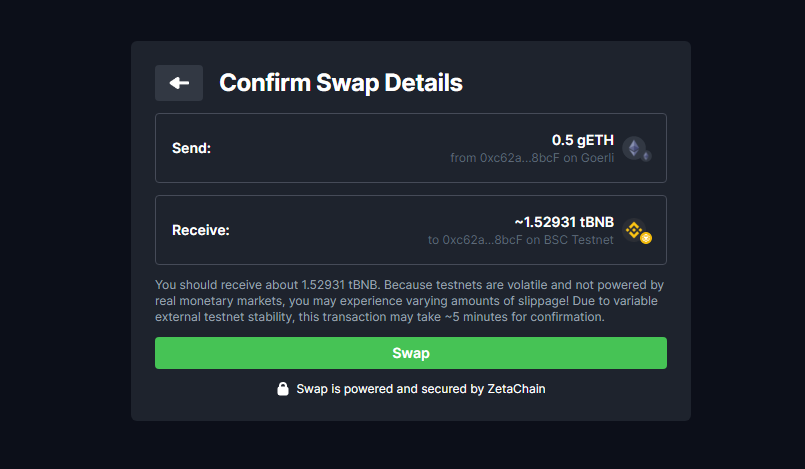 Confirm Swap Details
Send:
0.5 gETH
from 0xc62a...8bcF on Goerli
Receive:
~1.52931 tBNB
to 0xc62a...8bcF on BSC Testnet
You should receive about 1.52931 tBNB. Because testnets are volatile and not powered by
real monetary markets, you may experience varying amounts of slippage! Due to variable
external testnet stability, this transaction may take ~5 minutes for confirmation.
Swap
Swap is powered and secured by ZetaChain